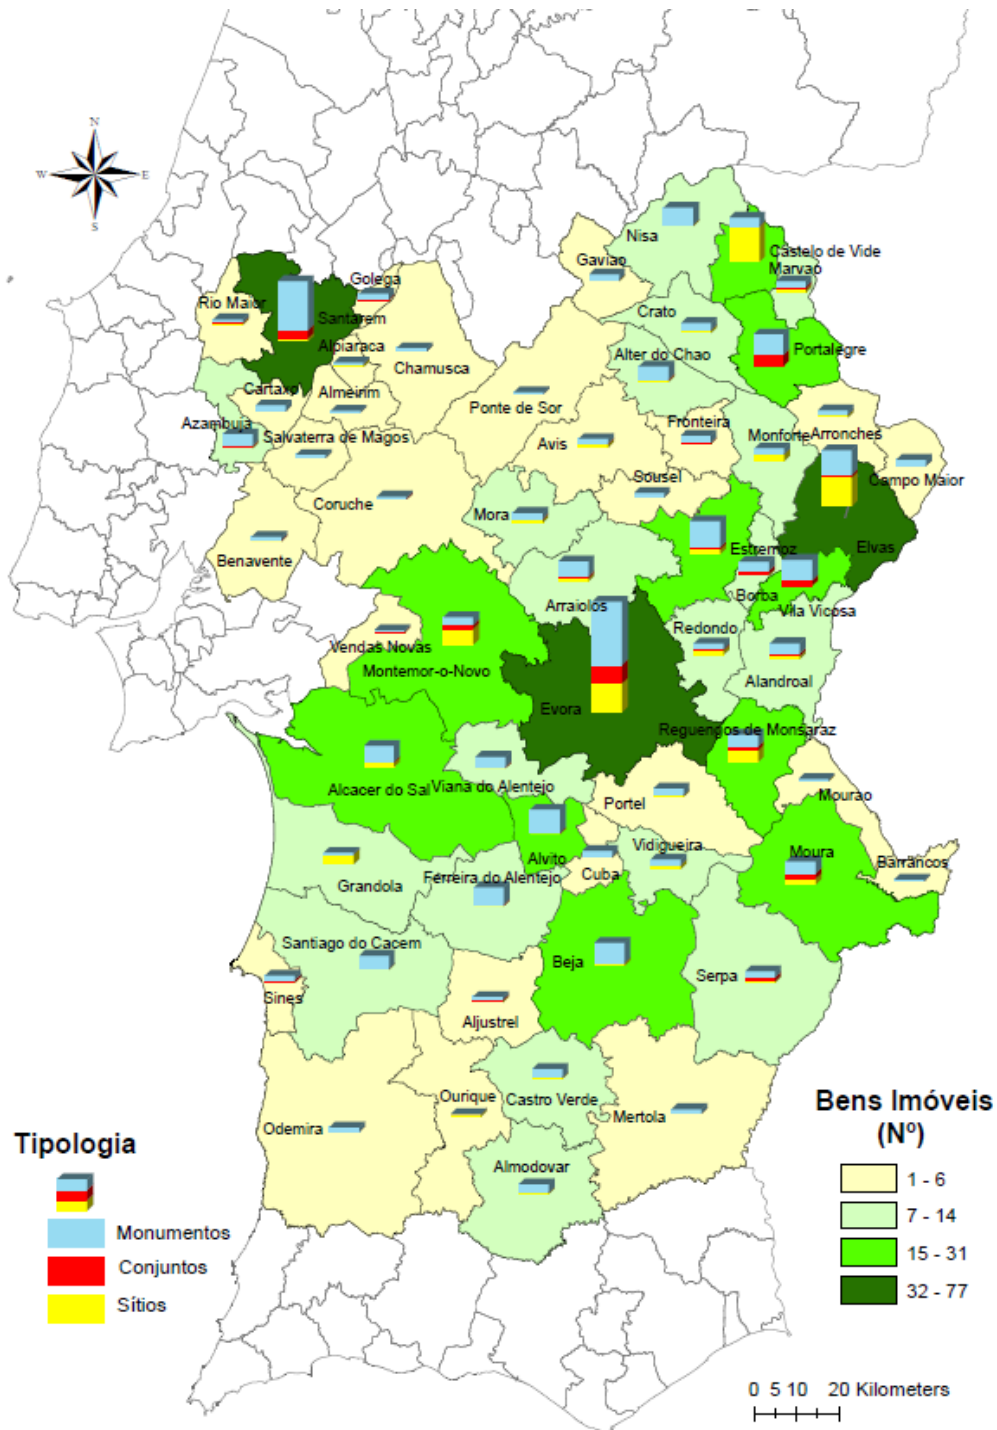 N
W
E
S
Nisa
Castelo de Vide
Marvao
Gaviao
Golega
Rio Maior
Santarem
Crato
Alpiaraca
Portalegre
Alter do Chao
Chamusca
Cartaxo
Almeirim
Ponte de Sor
Azambuja
Fronteira
Salvaterra de Magos
Avis
Monforte
Arronches
Sousel
Campo Maior
Coruche
Mora
Estremoz
Elvas
Benavente
Borba
Arraiolos
Vila Vicosa
Redondo
Vendas Novas
Montemor-o-Novo
Alandroal
Evora
Reguengos de Monsaraz
Alcacer do Sal
Viana do Alentejo
Portel
Mourao
Alvito
Vidigueira
Moura
Barrancos
Cuba
Grandola
Ferreira do Alentejo
Santiago do Cacem
Beja
Serpa
Sines
Aljustrel
Ourique
Castro Verde
Mertola
Odemira
Almodovar
Tipologia
Monumentos
Conjuntos
Sítios
Bens Imóveis
(Nº)
1 - 6
7 - 14
15 - 31
32 - 77
0 5 10 20 Kilometers